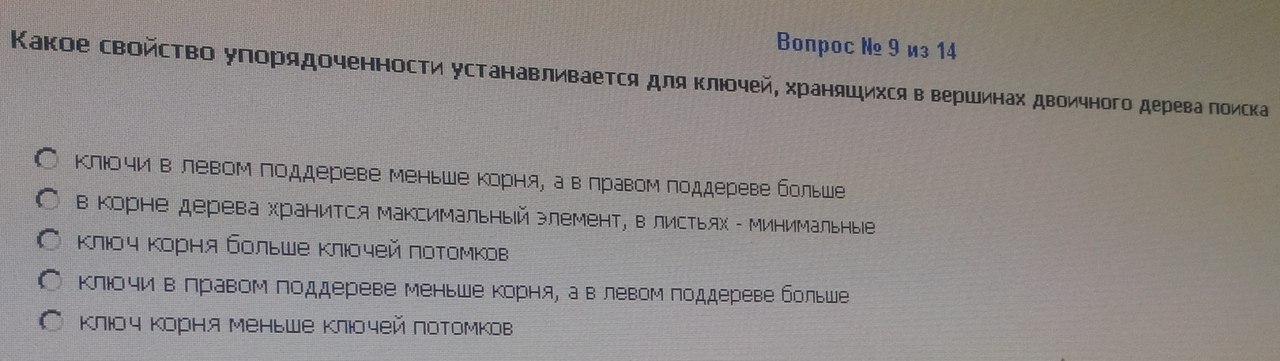 Вопрос № 9 из 14
Какое свойство упорядоченности устанавливается для ключей, хранящихся в вершинах двоичного дерева поиска
ключи в левом поддереве меньше корня, а в правом поддереве больше
в корне дерева хранится максимальный элемент, в листьях - минимальные
ключ корня больше ключей потомков
ключи в правом поддереве меньше корня, а в левом поддереве больше
ключ корня меньше ключей потомков